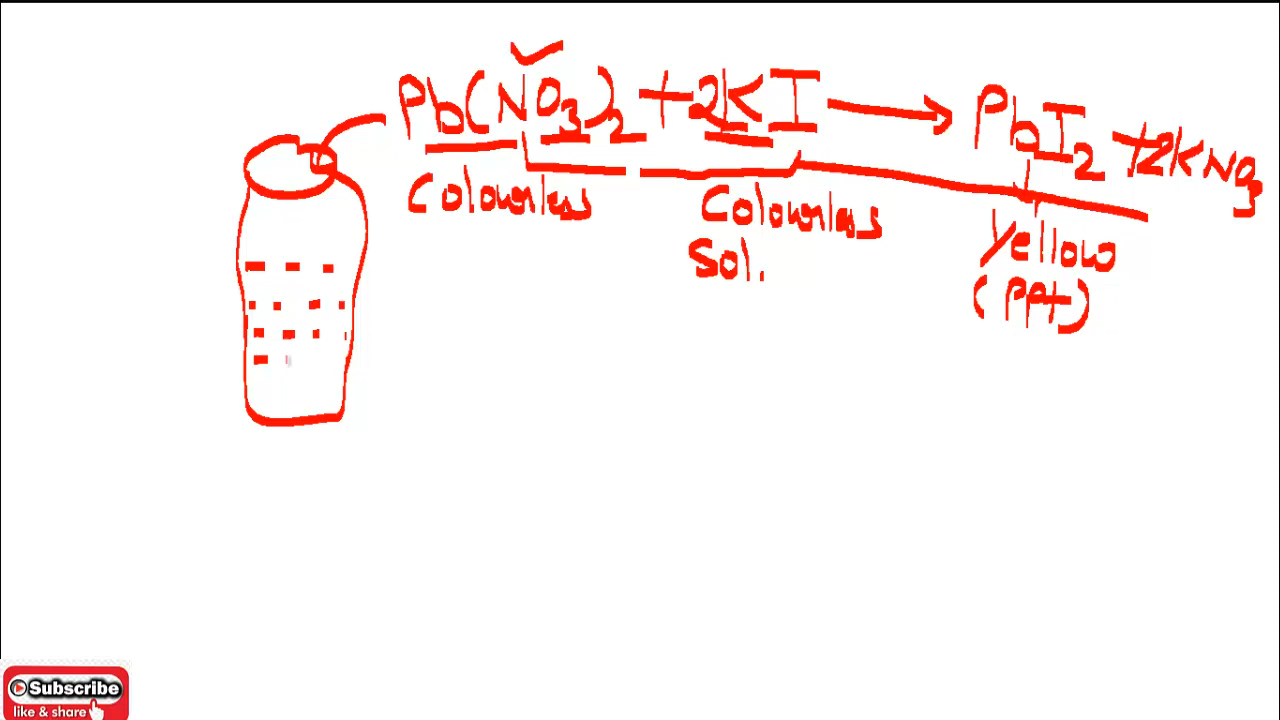 Pb(NO3)2 + 2KI → PbI2 + 2KNO3
Colourless Colourless Yellow
Sol. (PPt)
Subscribe
like & share